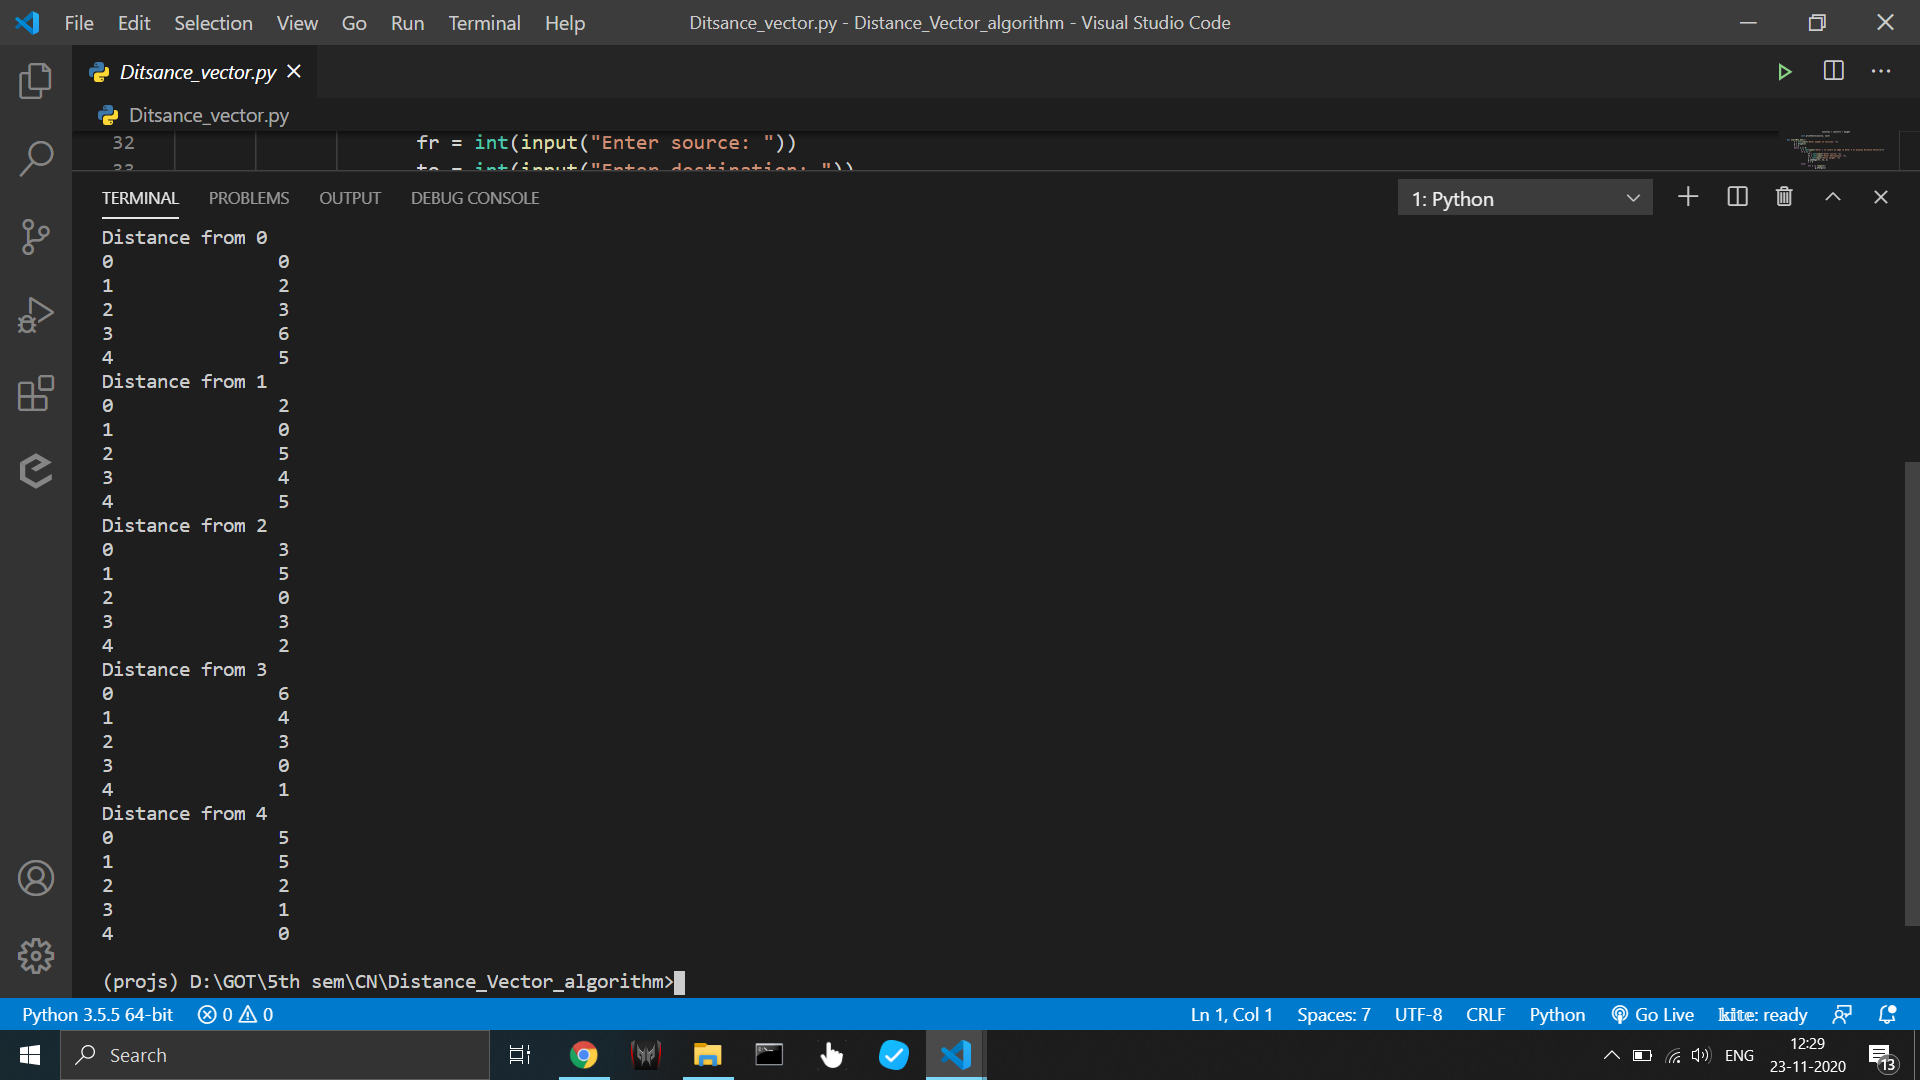 File Edit Selection View Go Run Terminal Help Ditsance_vector.py - Distance_Vector_algorithm - Visual Studio Code
Ditsance_vector.py
Ditsance_vector.py
32 fr = int(input("Enter source: "))
33 to = int(input("Enter destination: "))
TERMINAL PROBLEMS OUTPUT DEBUG CONSOLE 1: Python
Distance from 0
0 0
1 2
2 3
3 6
4 5
Distance from 1
0 2
1 0
2 5
3 4
4 5
Distance from 2
0 3
1 5
2 0
3 3
4 2
Distance from 3
0 6
1 4
2 3
3 0
4 1
Distance from 4
0 5
1 5
2 2
3 1
4 0
(projs) D:\GOT\5th sem\CN\Distance_Vector_algorithm>
Python 3.5.5 64-bit 0 0 Ln 1, Col 1 Spaces: 7 UTF-8 CRLF Python Go Live kite: ready
Search ENG 12:29
23-11-2020 13